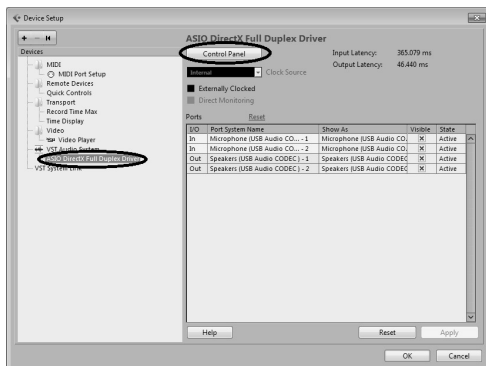 Device Setup
+ - |◄
Devices
MIDI
MIDI Port Setup
Remote Devices
Quick Controls
Transport
Record Time Max
Time Display
Video
Video Player
VST Audio System
ASIO DirectX Full Duplex Driver
VST System Link
ASIO DirectX Full Duplex Driver
Control Panel
Input Latency: 365.079 ms
Output Latency: 46.440 ms
Internal Clock Source
Externally Clocked
Direct Monitoring
Ports Reset
I/O Port System Name Show As Visible State
In Microphone (USB Audio CO... - 1 Microphone (USB Audio CO. X Active
In Microphone (USB Audio CO... - 2 Microphone (USB Audio CO. X Active
Out Speakers (USB Audio CODEC ) - 1 Speakers (USB Audio CODEC X Active
Out Speakers (USB Audio CODEC ) - 2 Speakers (USB Audio CODEC X Active
Help Reset Apply
OK Cancel